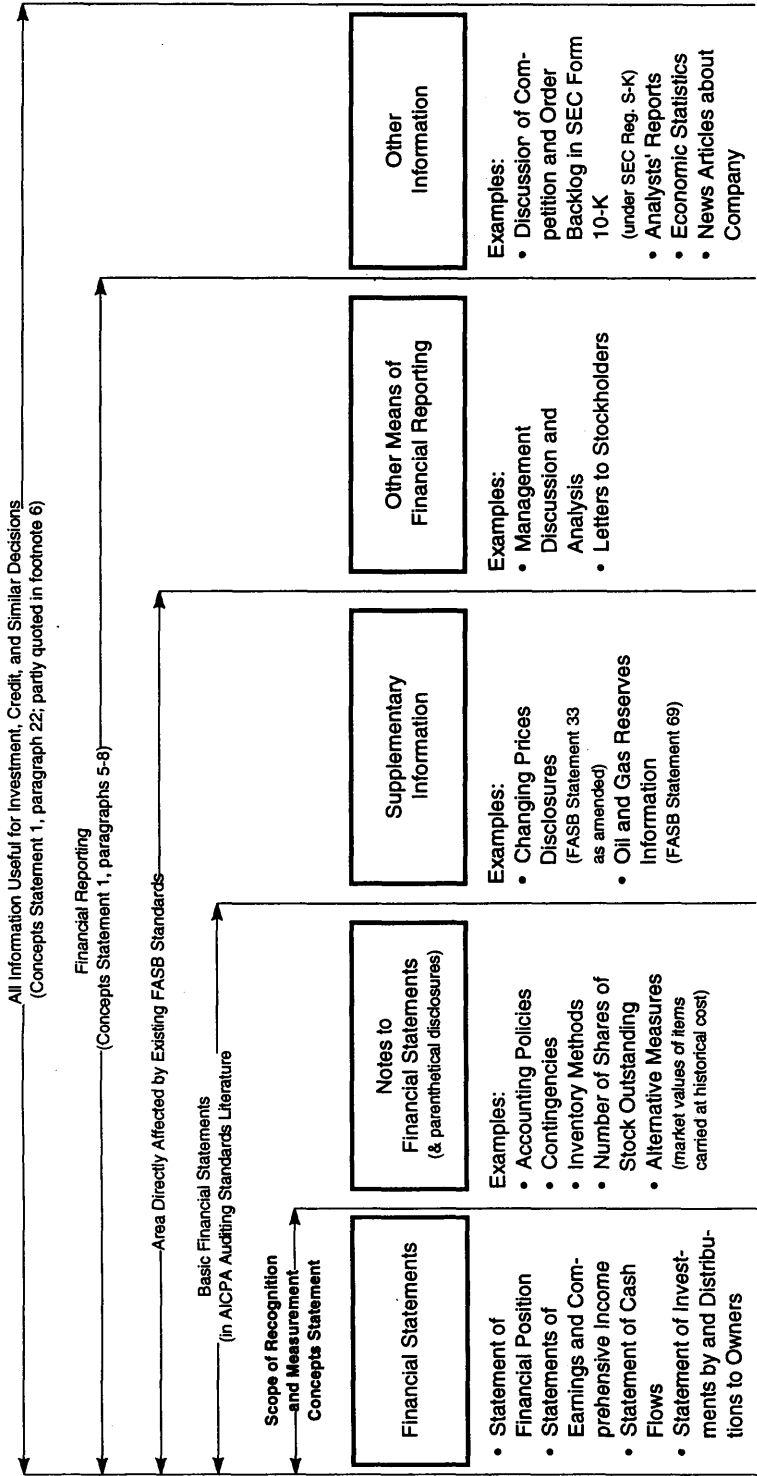 All Information Useful for Investment, Credit, and Similar Decisions
(Concepts Statement 1, paragraph 22; partly quoted in footnote 6)
Financial Reporting
(Concepts Statement 1, paragraphs 5-8)
Area Directly Affected by Existing FASB Standards
Basic Financial Statements
(in AICPA Auditing Standards Literature
Scope of Recognition
and Measurement
Concepts Statement
Financial Statements
• Statement of
Financial Position
• Statements of
Earnings and Com-
prehensive Income
• Statement of Cash
Flows
• Statement of Invest-
ments by and Distribu-
tions to Owners
Notes to
Financial Statements
(& parenthetical disclosures)
Examples:
• Accounting Policies
• Contingencies
• Inventory Methods
• Number of Shares of
Stock Outstanding
• Alternative Measures
(market values of items
carried at historical cost)
Supplementary
Information
Examples:
• Changing Prices
Disclosures
(FASB Statement 33
as amended)
• Oil and Gas Reserves
Information
(FASB Statement 69)
Other Means of
Financial Reporting
Examples:
• Management
Discussion and
Analysis
• Letters to Stockholders
Other
Information
Examples:
• Discussion of Com-
petition and Order
Backlog in SEC Form
10-K
(under SEC Reg. S-K)
• Analysts' Reports
• Economic Statistics
• News Articles about
Company